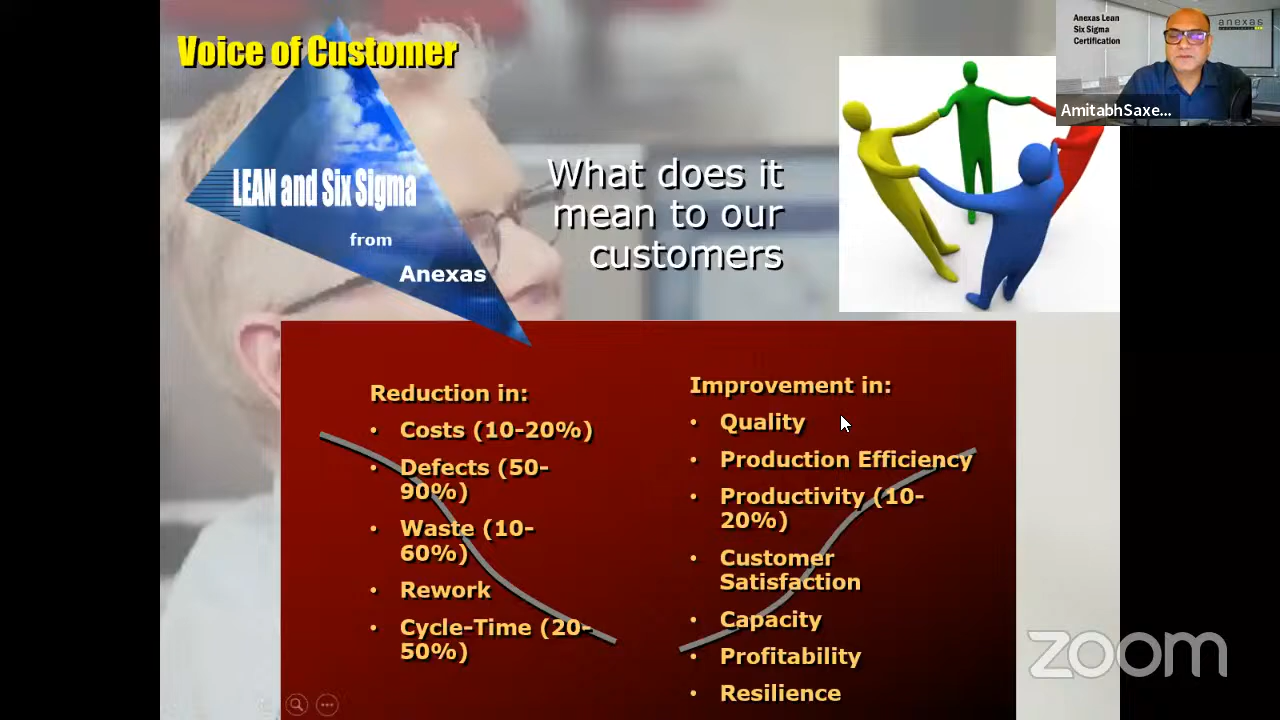 Voice of Customer
LEAN and Six Sigma
from
Anexas
What does it
mean to our
customers
Anexas Lean
Six Sigma
Certification
anexas
AmitabhSaxe...
Reduction in:
• Costs (10-20%)
• Defects (50-
90%)
• Waste (10-
60%)
• Rework
• Cycle-Time (20-
50%)
Improvement in:
• Quality
• Production Efficiency
• Productivity (10-
20%)
• Customer
Satisfaction
• Capacity
• Profitability
• Resilience
zoom